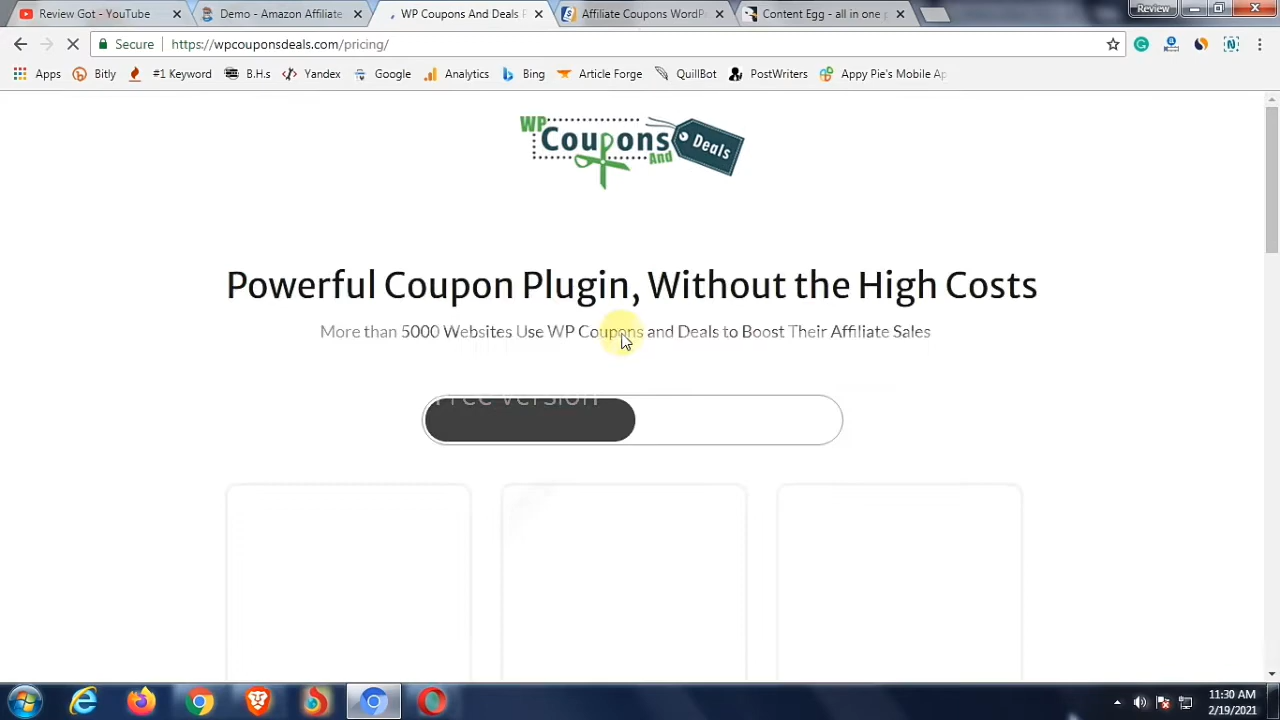 Review Got - YouTube
Demo - Amazon Affiliate
WP Coupons And Deals P
Affiliate Coupons WordP
Content Egg - all in one p
Review
Secure
https://wpcouponsdeals.com/pricing/
Apps
Bitly
#1 Keyword
B.H.s
Yandex
Google
Analytics
Bing
Article Forge
QuillBot
PostWriters
Appy Pie's Mobile Ap
WP
Coupons
And
Deals
Powerful Coupon Plugin, Without the High Costs
More than 5000 Websites Use WP Coupons and Deals to Boost Their Affiliate Sales
Free Version
11:30 AM
2/19/2021